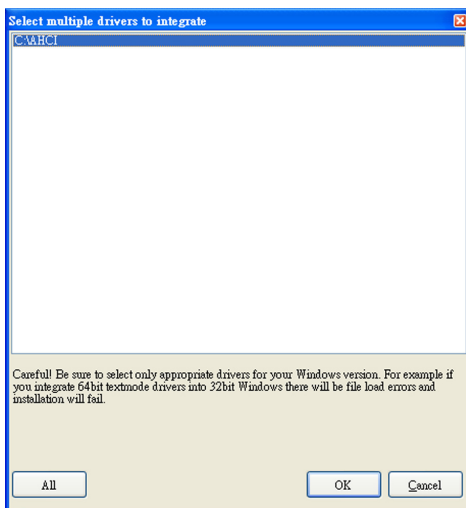 Select multiple drivers to integrate
C:\AHCI
Careful! Be sure to select only appropriate drivers for your Windows version. For example if
you integrate 64bit textmode drivers into 32bit Windows there will be file load errors and
installation will fail.
All
OK
Cancel